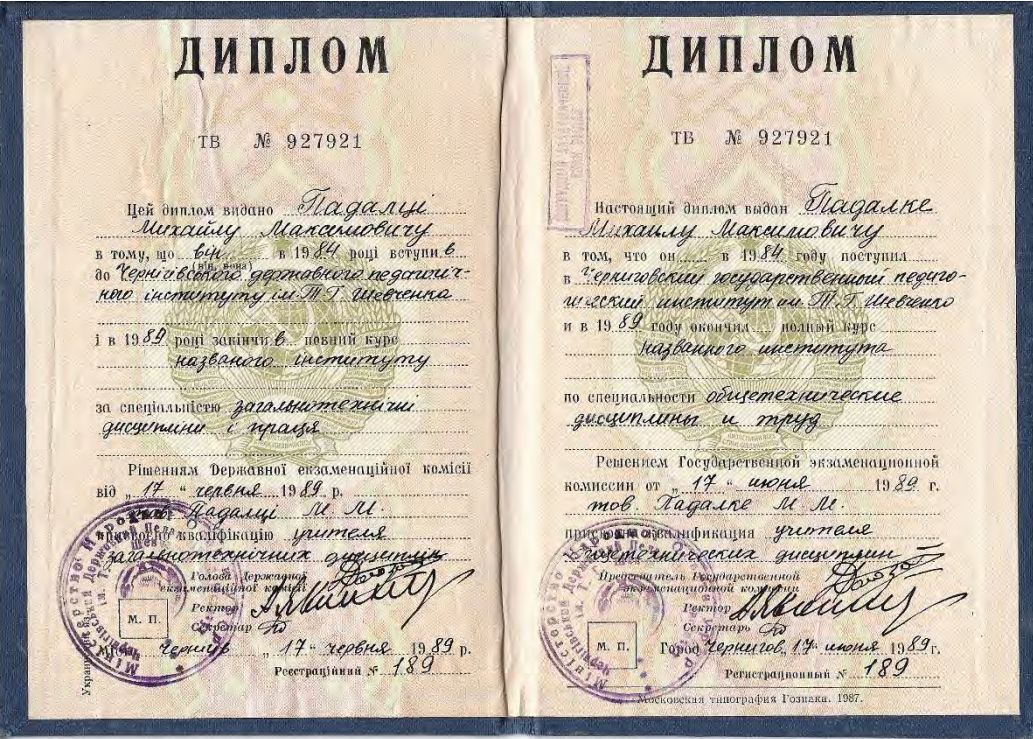 ДИПЛОМ
ТВ № 927921
Цей диплом видано Падалці
Михайлу Максимовичу
в тому, що він в 1984 році вступив
(він, вона)
до Чернігівського державного педагогіч-
ного інституту ім. Т. Г. Шевченка
і в 1989 році закінчив повний курс
названого інституту
за спеціальністю загальнотехнічні
дисципліни і праця
Рішенням Державної екзаменаційної комісії
від „17“ червня 1989 р.
Падалці М. М.
присвоєно кваліфікацію учителя
загальнотехнічних дисциплін
Голова Державної
екзаменаційної комісії
Ректор
Секретар
М. П.
Чернігів „17“ червня 1989 р.
Реєстраційний № 189
ДИПЛОМ
ТВ № 927921
Настоящий диплом выдан Падалке
Михаилу Максимовичу
в том, что он в 1984 году поступил
в Черниговский государственный педаго-
гический институт им. Т. Г. Шевченко
и в 1989 году окончил полный курс
названного института
по специальности общетехнические
дисциплины и труд
Решением Государственной экзаменационной
комиссии от „17“ июня 1989 г.
тов. Падалке М. М.
присвоена квалификация учителя
общетехнических дисциплин
Председатель Государственной
экзаменационной комиссии
Ректор
Секретарь
М. П.
Город Чернигов, „17“ июня 1989 г.
Регистрационный № 189
Московская типография Гознака. 1987.